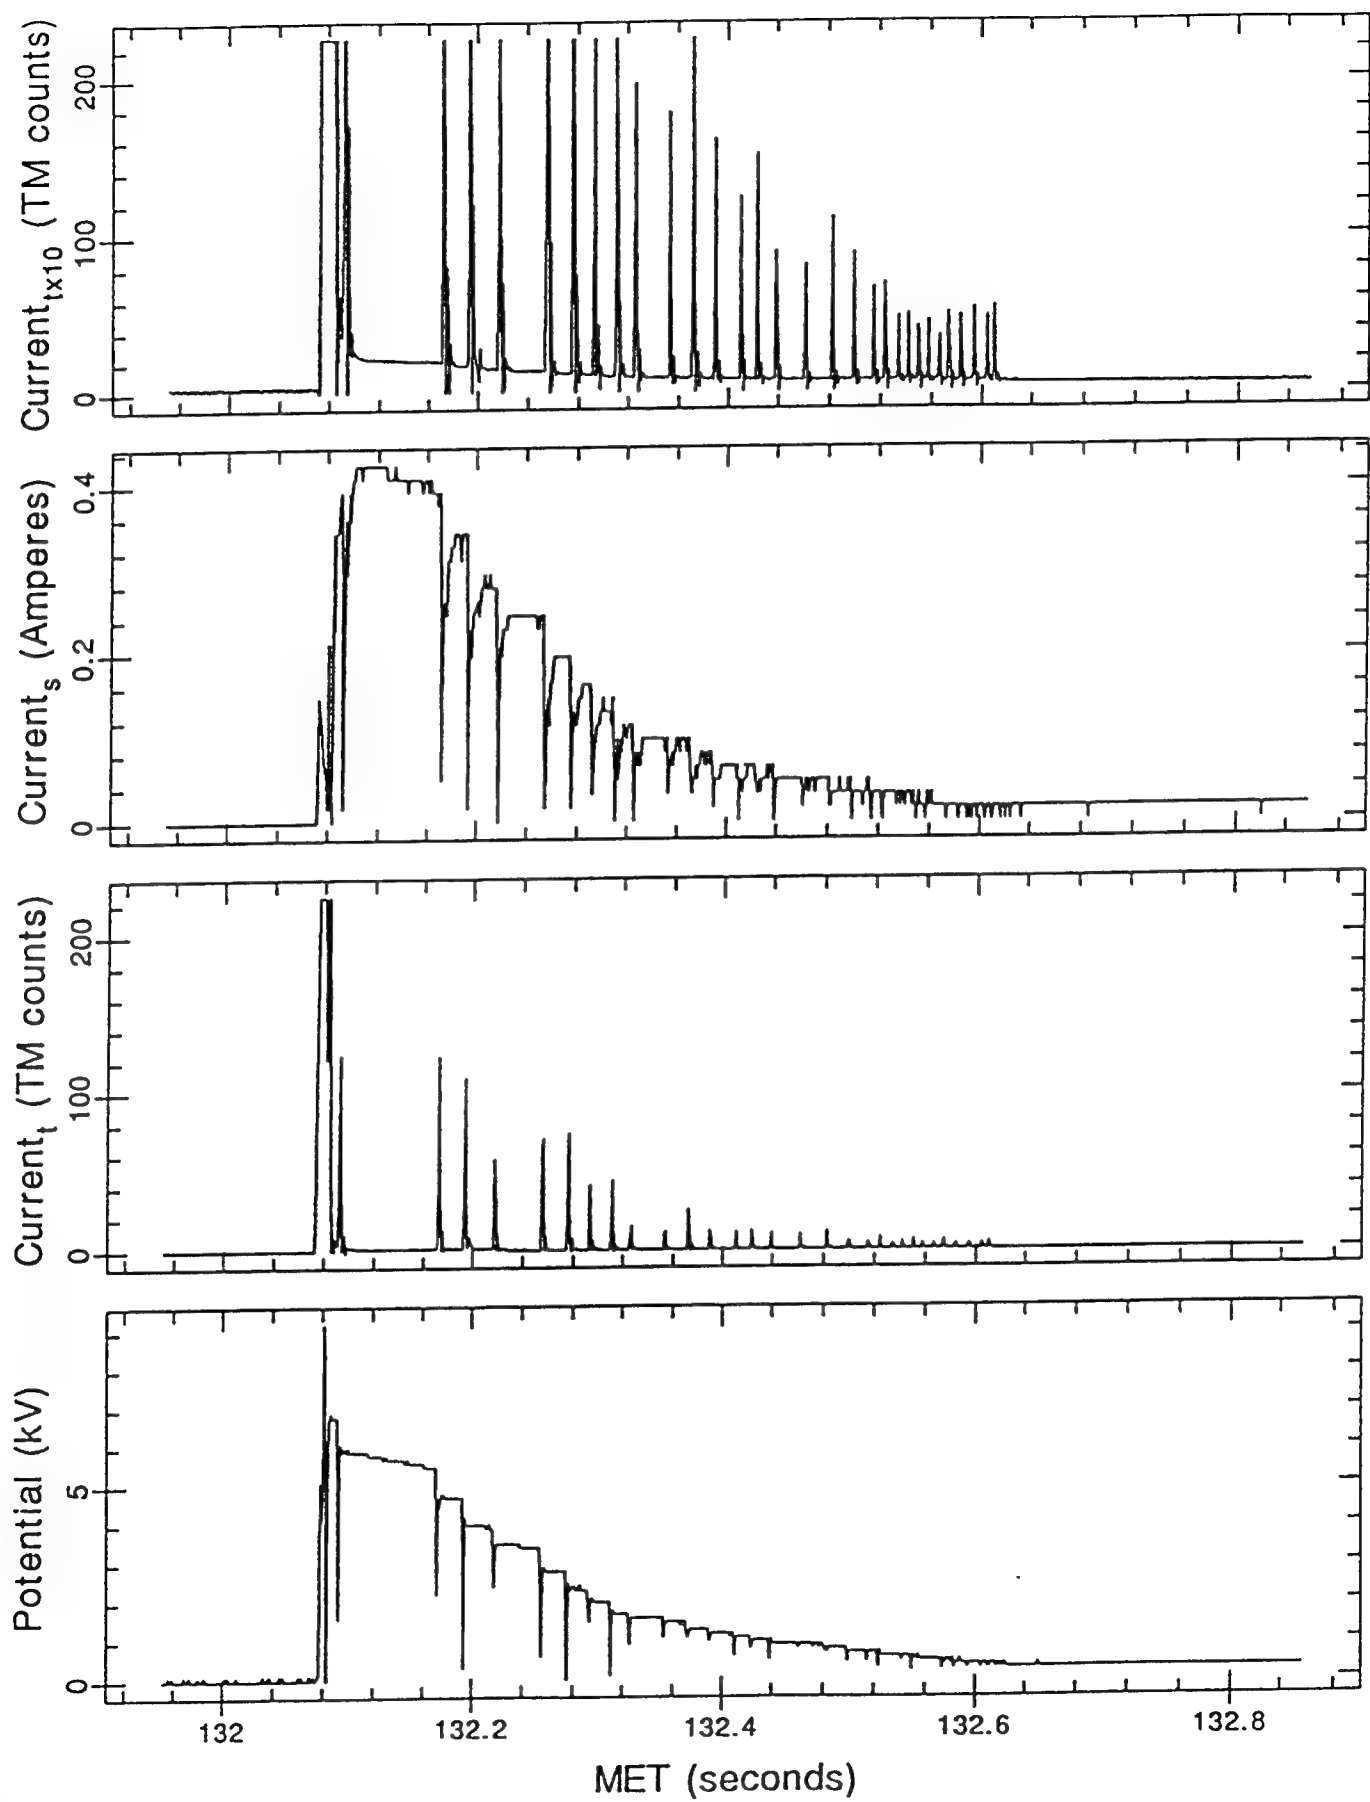 Current_tx10 (TM counts)
200
100
0
Current_s (Amperes)
0.4
0.2
0
Current_t (TM counts)
200
100
0
Potential (kV)
5
0
132 132.2 132.4 132.6 132.8
MET (seconds)